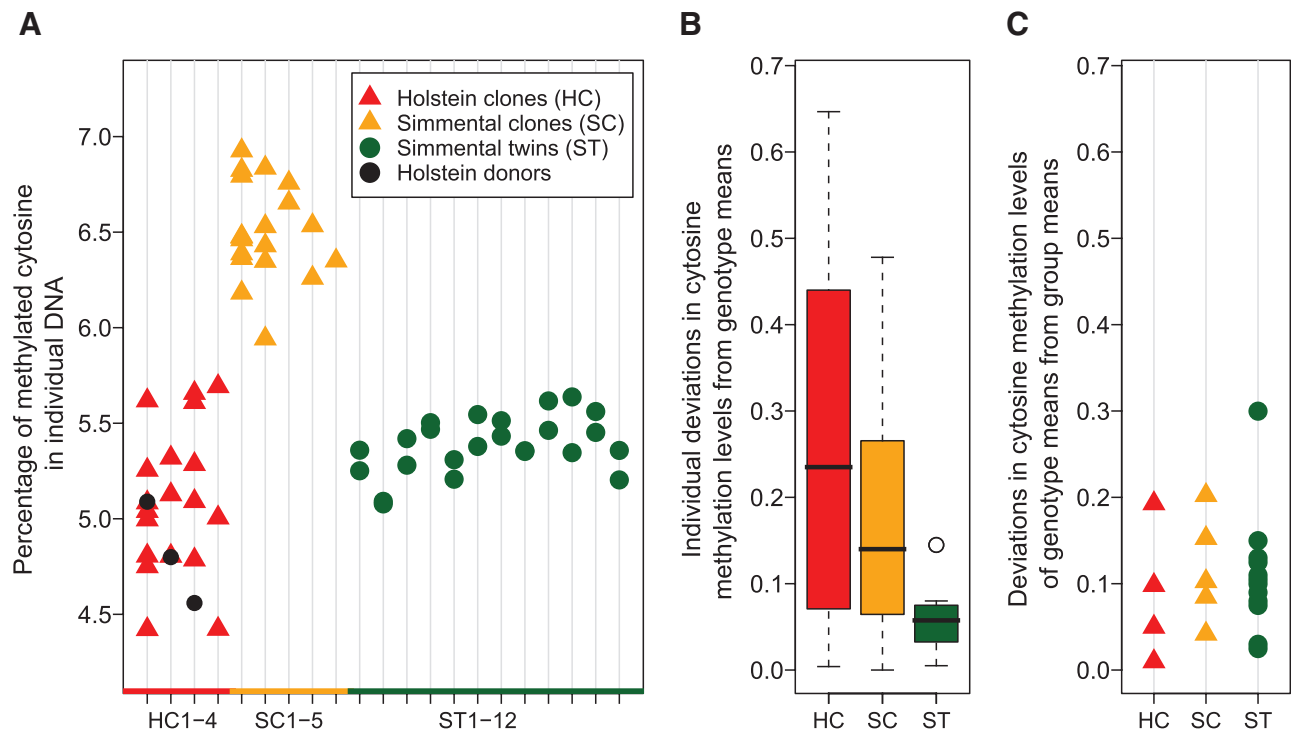 A
Percentage of methylated cytosine
in individual DNA
7.0
6.5
6.0
5.5
5.0
4.5
Holstein clones (HC)
Simmental clones (SC)
Simmental twins (ST)
Holstein donors
HC1−4
SC1−5
ST1−12
B
Individual deviations in cytosine
methylation levels from genotype means
0.7
0.6
0.5
0.4
0.3
0.2
0.1
0.0
HC
SC
ST
C
Deviations in cytosine methylation levels
of genotype means from group means
0.7
0.6
0.5
0.4
0.3
0.2
0.1
0.0
HC
SC
ST